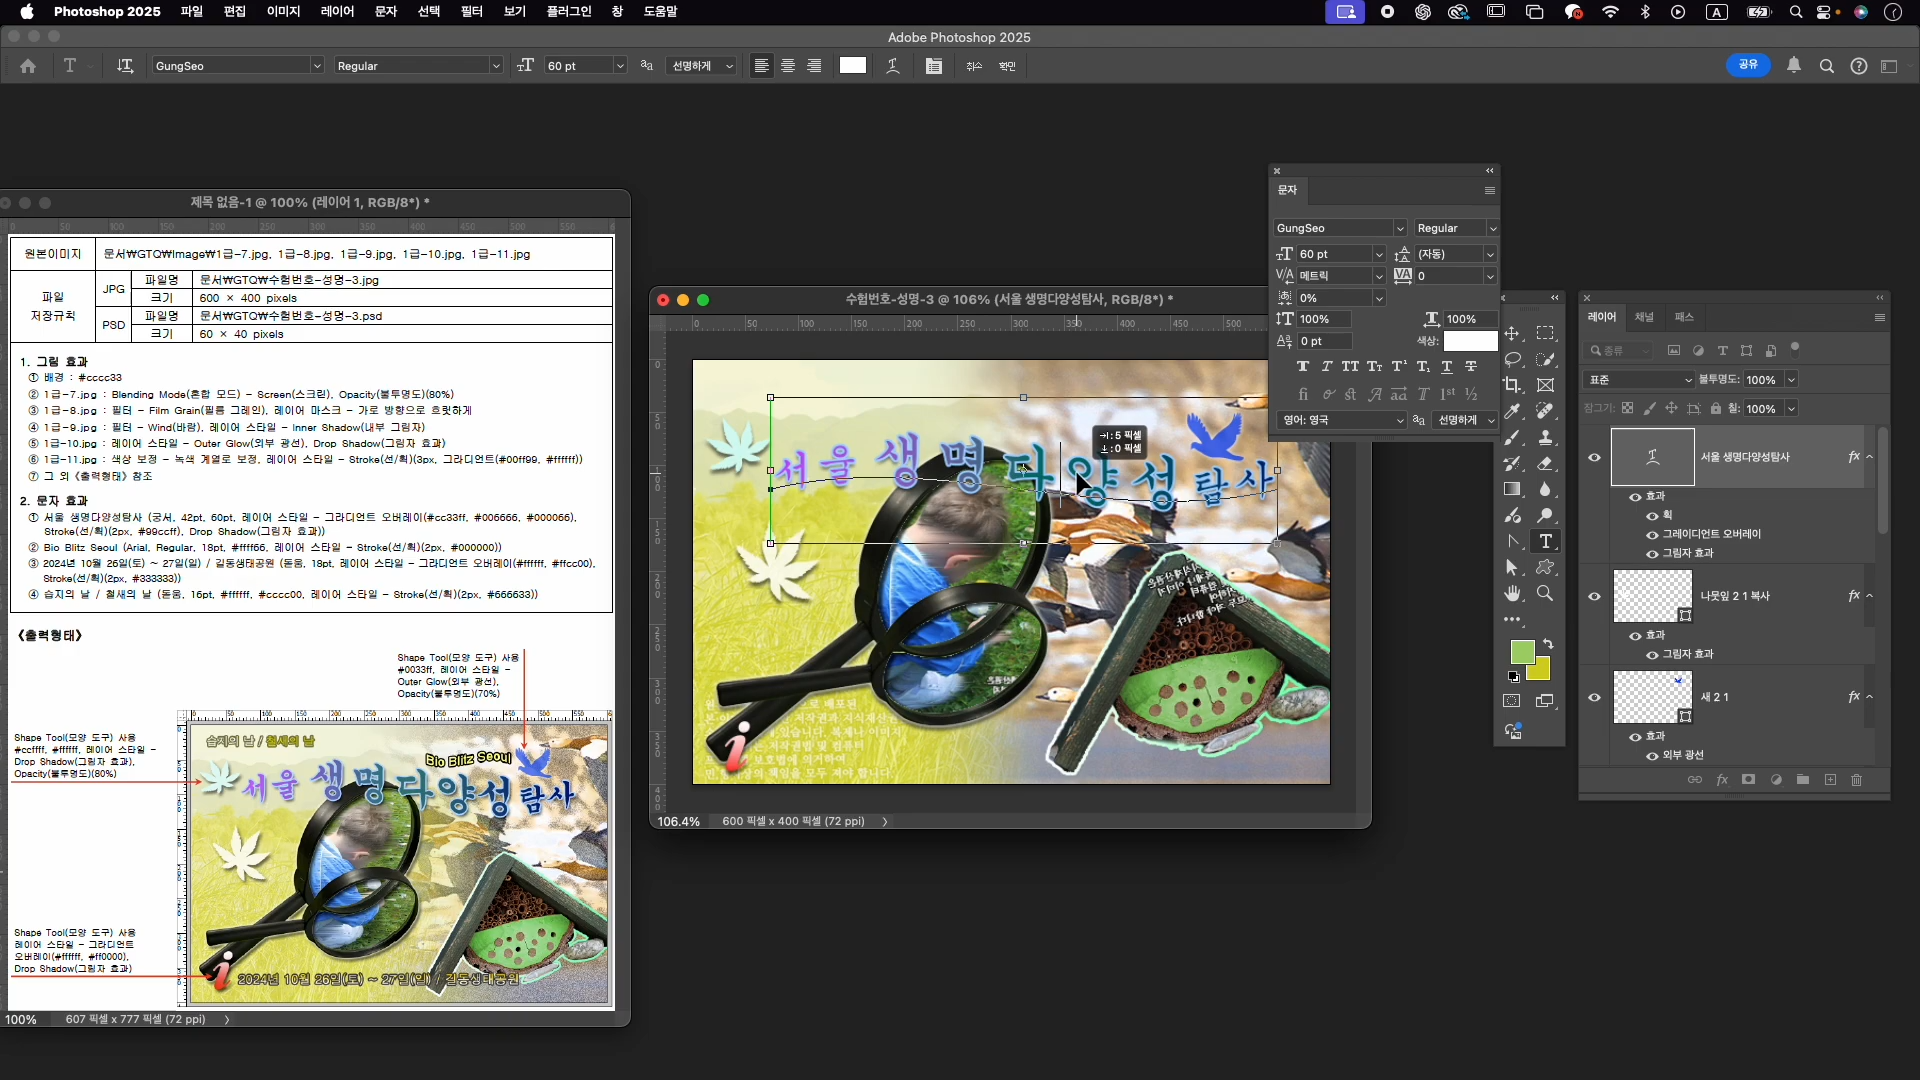 Photoshop 2025 파일 편집 이미지 레이어 문자 선택 필터 보기 플러그인 창 도움말
Adobe Photoshop 2025
GungSeo Regular 60 pt 선명하게 취소 확인 공유
제목 없음-1 @ 100% (레이어 1, RGB/8*) *
원본이미지 문서₩GTQ₩Image₩1급-7.jpg, 1급-8.jpg, 1급-9.jpg, 1급-10.jpg, 1급-11.jpg
파일 저장규칙
JPG 파일명 문서₩GTQ₩수험번호-성명-3.jpg
크기 600 × 400 pixels
PSD 파일명 문서₩GTQ₩수험번호-성명-3.psd
크기 60 × 40 pixels
1. 그림 효과
① 배경 : #cccc33
② 1급-7.jpg : Blending Mode(혼합 모드) - Screen(스크린), Opacity(불투명도)(80%)
③ 1급-8.jpg : 필터 - Film Grain(필름 그레인), 레이어 마스크 - 가로 방향으로 흐릿하게
④ 1급-9.jpg : 필터 - Wind(바람), 레이어 스타일 - Inner Shadow(내부 그림자)
⑤ 1급-10.jpg : 레이어 스타일 - Outer Glow(외부 광선), Drop Shadow(그림자 효과)
⑥ 1급-11.jpg : 색상 보정 - 녹색 계열로 보정, 레이어 스타일 - Stroke(선/획)(3px, 그라디언트(#00ff99, #ffffff))
⑦ 그 외 《출력형태》 참조
2. 문자 효과
① 서울 생명다양성탐사 (궁서, 42pt, 60pt, 레이어 스타일 - 그라디언트 오버레이(#cc33ff, #006666, #000066),
Stroke(선/획)(2px, #99ccff), Drop Shadow(그림자 효과))
② Bio Blitz Seoul (Arial, Regular, 18pt, #ffff66, 레이어 스타일 - Stroke(선/획)(2px, #000000))
③ 2024년 10월 26일(토) ~ 27일(일) / 길동생태공원 (돋움, 18pt, 레이어 스타일 - 그라디언트 오버레이(#ffffff, #ffcc00),
Stroke(선/획)(2px, #333333))
④ 습지의 날 / 철새의 날 (돋움, 16pt, #ffffff, #cccc00, 레이어 스타일 - Stroke(선/획)(2px, #666633))
《출력형태》
Shape Tool(모양 도구) 사용
#0033ff, 레이어 스타일 -
Outer Glow(외부 광선),
Opacity(불투명도)(70%)
Shape Tool(모양 도구) 사용
#ccffff, #ffffff, 레이어 스타일 -
Drop Shadow(그림자 효과),
Opacity(불투명도)(80%)
Shape Tool(모양 도구) 사용
레이어 스타일 - 그라디언트
오버레이(#ffffff, #ff0000),
Drop Shadow(그림자 효과)
습지의 날 / 철새의 날
Bio Blitz Seoul
서울 생명다양성탐사
2024년 10월 26일(토) ~ 27일(일) / 길동생태공원
100% 607 픽셀 x 777 픽셀 (72 ppi)
수험번호-성명-3 @ 106% (서울 생명다양성탐사, RGB/8*) *
0 50 100 150 200 250 300 350 400 450 500
서울 생명다양성탐사
: 5 픽셀
: 0 픽셀
106.4% 600 픽셀 x 400 픽셀 (72 ppi)
문자
GungSeo Regular
60 pt (자동)
메트릭 0
0%
100% 100%
0 pt 색상:
영어: 영국 선명하게
레이어 채널 패스
종류
표준 불투명도: 100%
잠그기: 칠: 100%
서울 생명다양성탐사 fx
효과
획
그레이디언트 오버레이
그림자 효과
나뭇잎 2 1 복사 fx
효과
그림자 효과
새 2 1 fx
효과
외부 광선